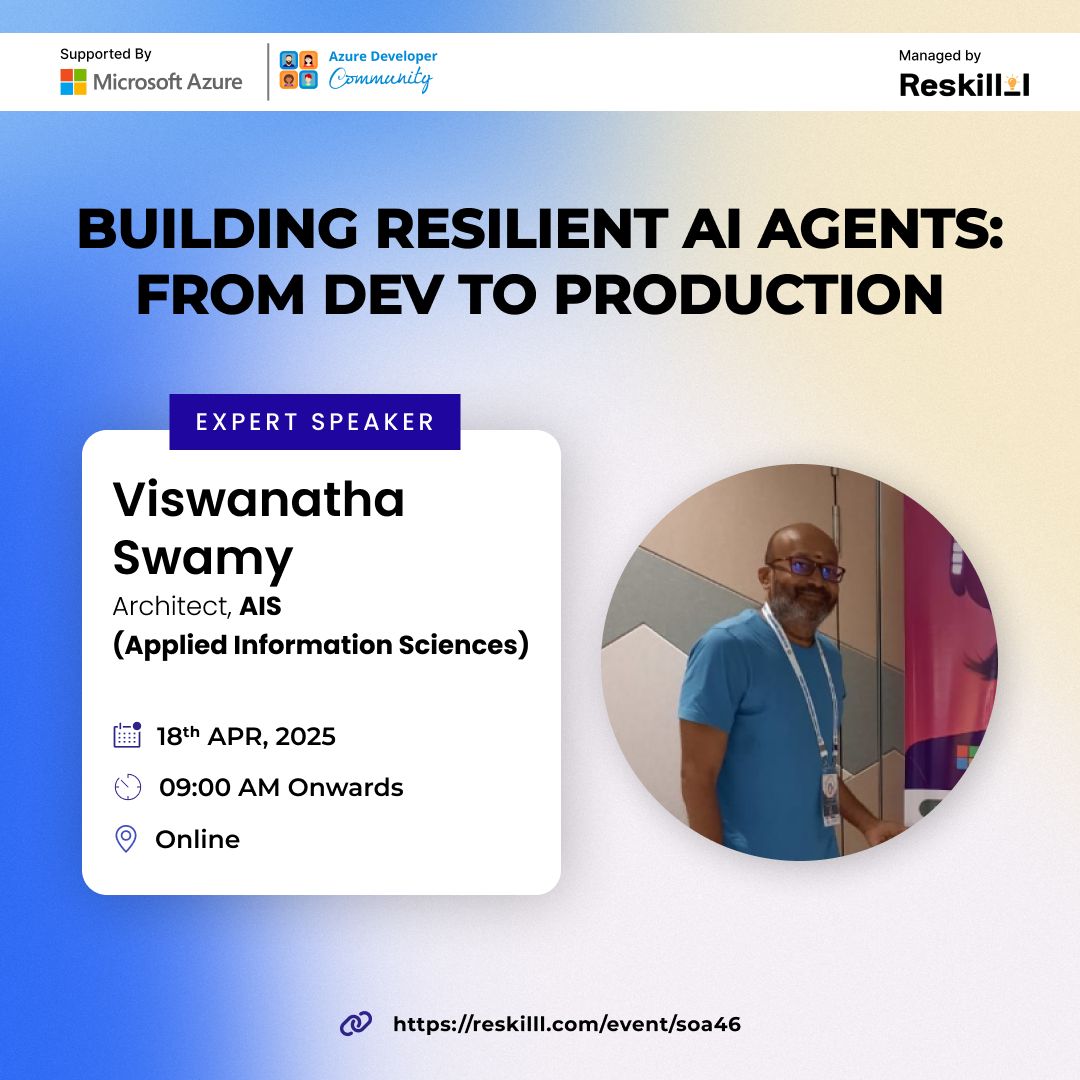 Supported By
Microsoft Azure
Azure Developer
Community
Managed by
Reskilll
BUILDING RESILIENT AI AGENTS:
FROM DEV TO PRODUCTION
EXPERT SPEAKER
Viswanatha
Swamy
Architect, AIS
(Applied Information Sciences)
18th APR, 2025
09:00 AM Onwards
Online
https://reskilll.com/event/soa46